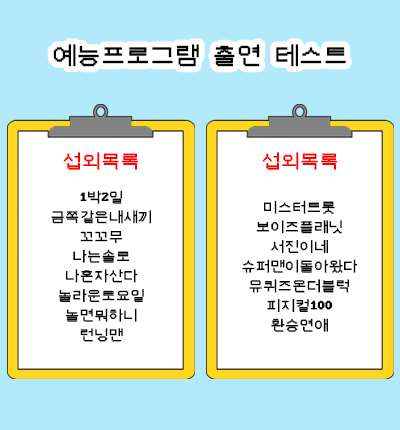 예능프로그램 출연 테스트
섭외목록
1박2일
금쪽같은내새끼
꼬꼬무
나는솔로
나혼자산다
놀라운토요일
놀면뭐하니
런닝맨
섭외목록
미스터트롯
보이즈플래닛
서진이네
슈퍼맨이돌아왔다
뮤퀴즈온더블럭
피지컬100
환승연애